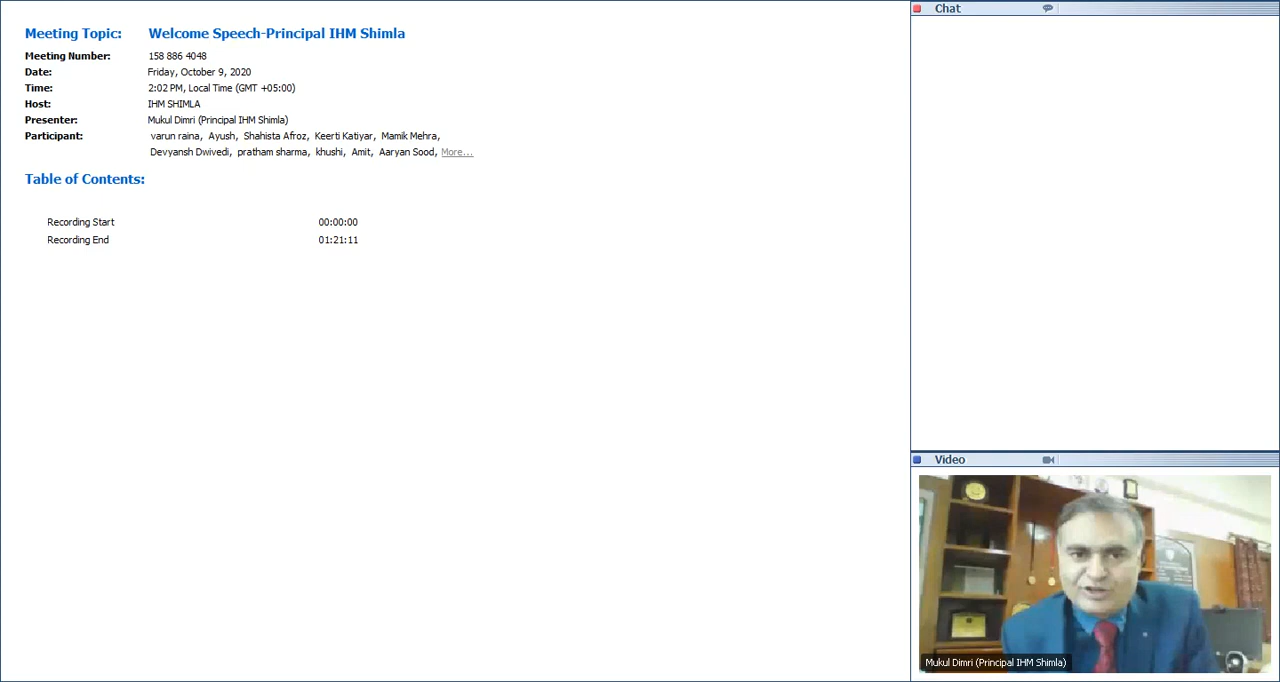 Meeting Topic: Welcome Speech-Principal IHM Shimla
Meeting Number: 158 886 4048
Date: Friday, October 9, 2020
Time: 2:02 PM, Local Time (GMT +05:00)
Host: IHM SHIMLA
Presenter: Mukul Dimri (Principal IHM Shimla)
Participant: varun raina, Ayush, Shahista Afroz, Keerti Katiyar, Mamik Mehra,
Devyansh Dwivedi, pratham sharma, khushi, Amit, Aaryan Sood, More...
Table of Contents:
Recording Start 00:00:00
Recording End 01:21:11
Chat
Video
Mukul Dimri (Principal IHM Shimla)